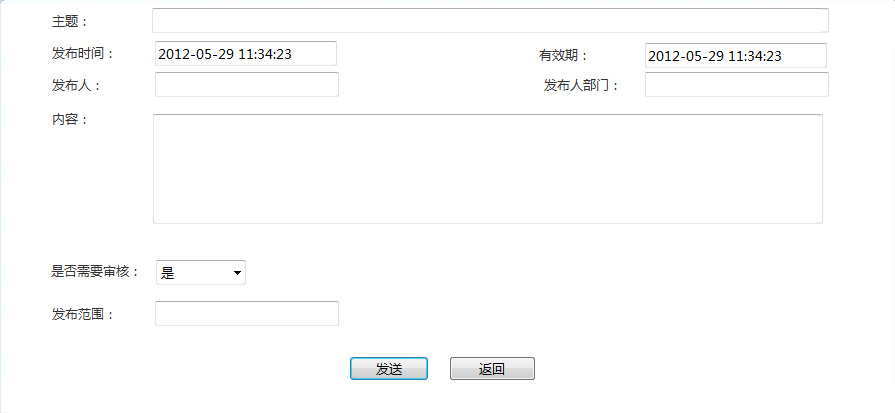 主题：
发布时间： 2012-05-29 11:34:23 有效期： 2012-05-29 11:34:23
发布人： 发布人部门：
内容：
是否需要审核： 是
发布范围：
发送 返回